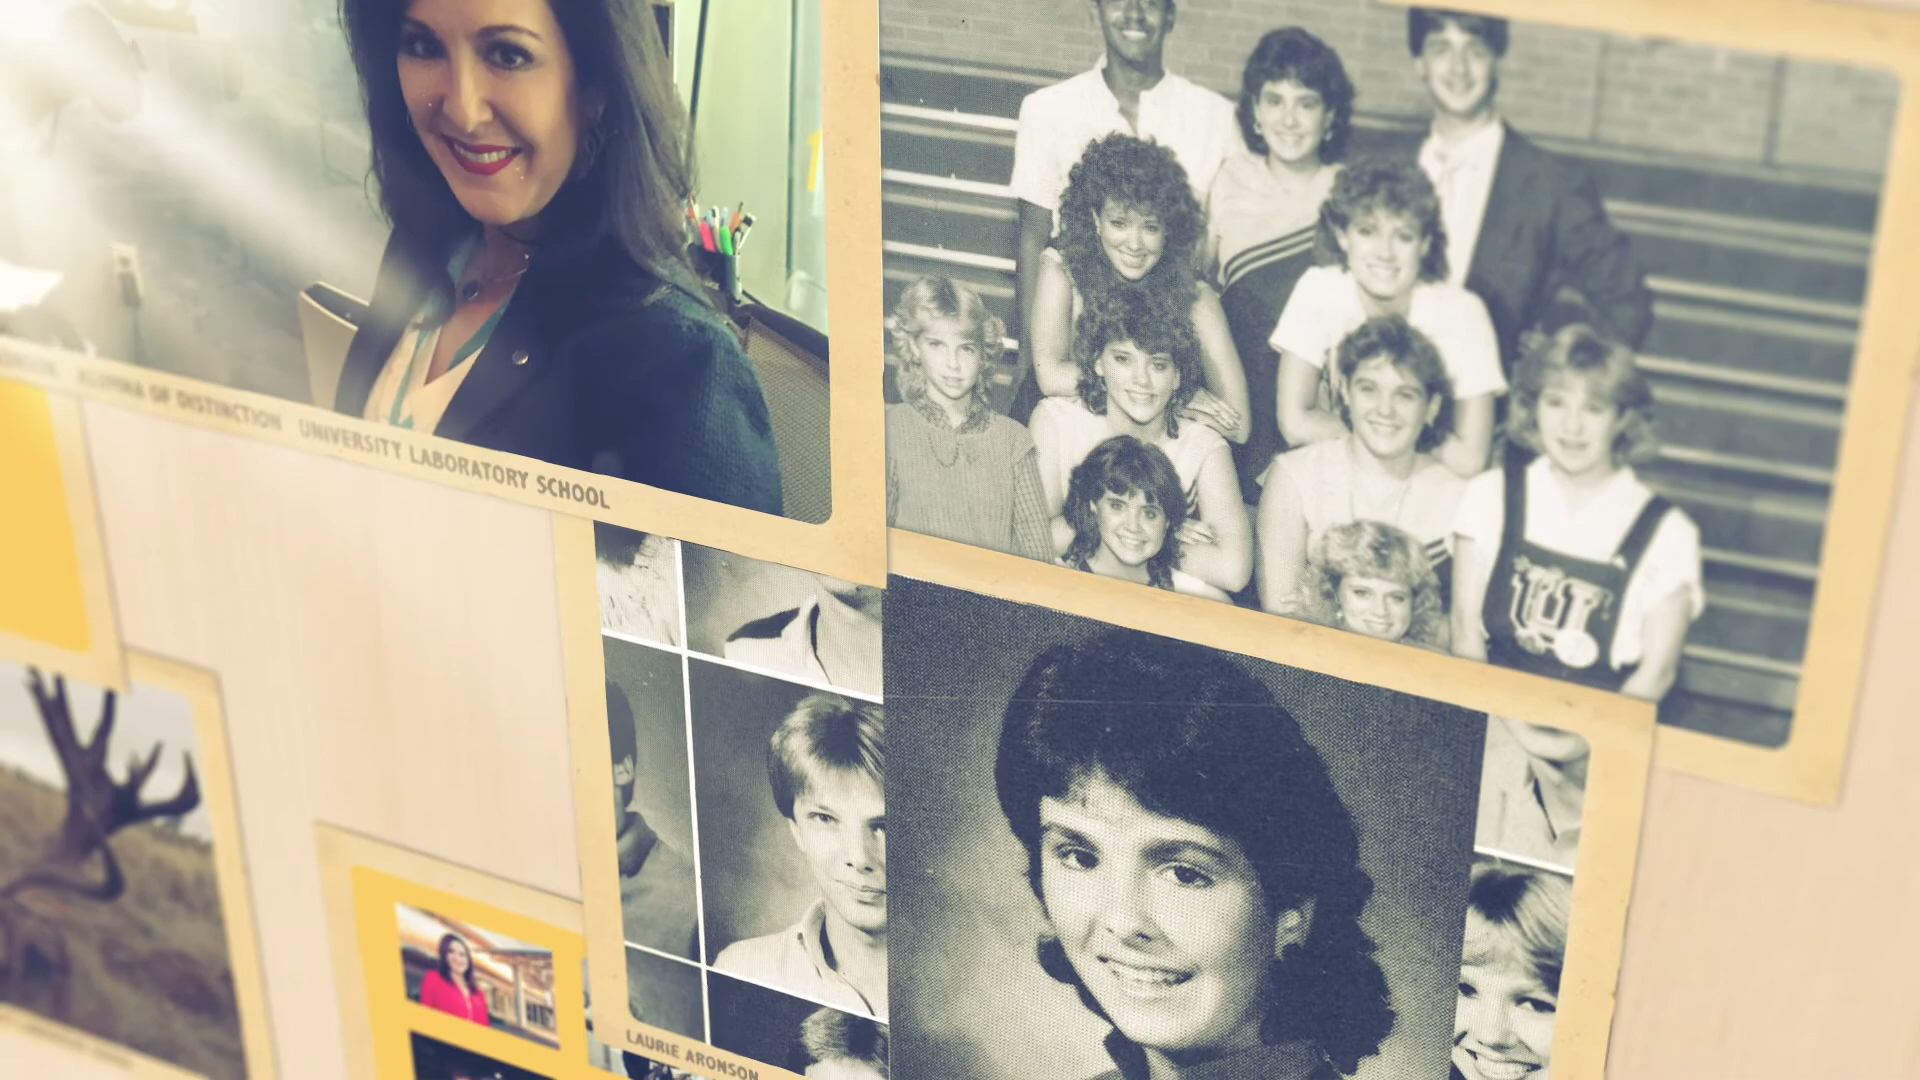 ALUMNA OF DISTINCTION UNIVERSITY LABORATORY SCHOOL
U
LAURIE ARONSON